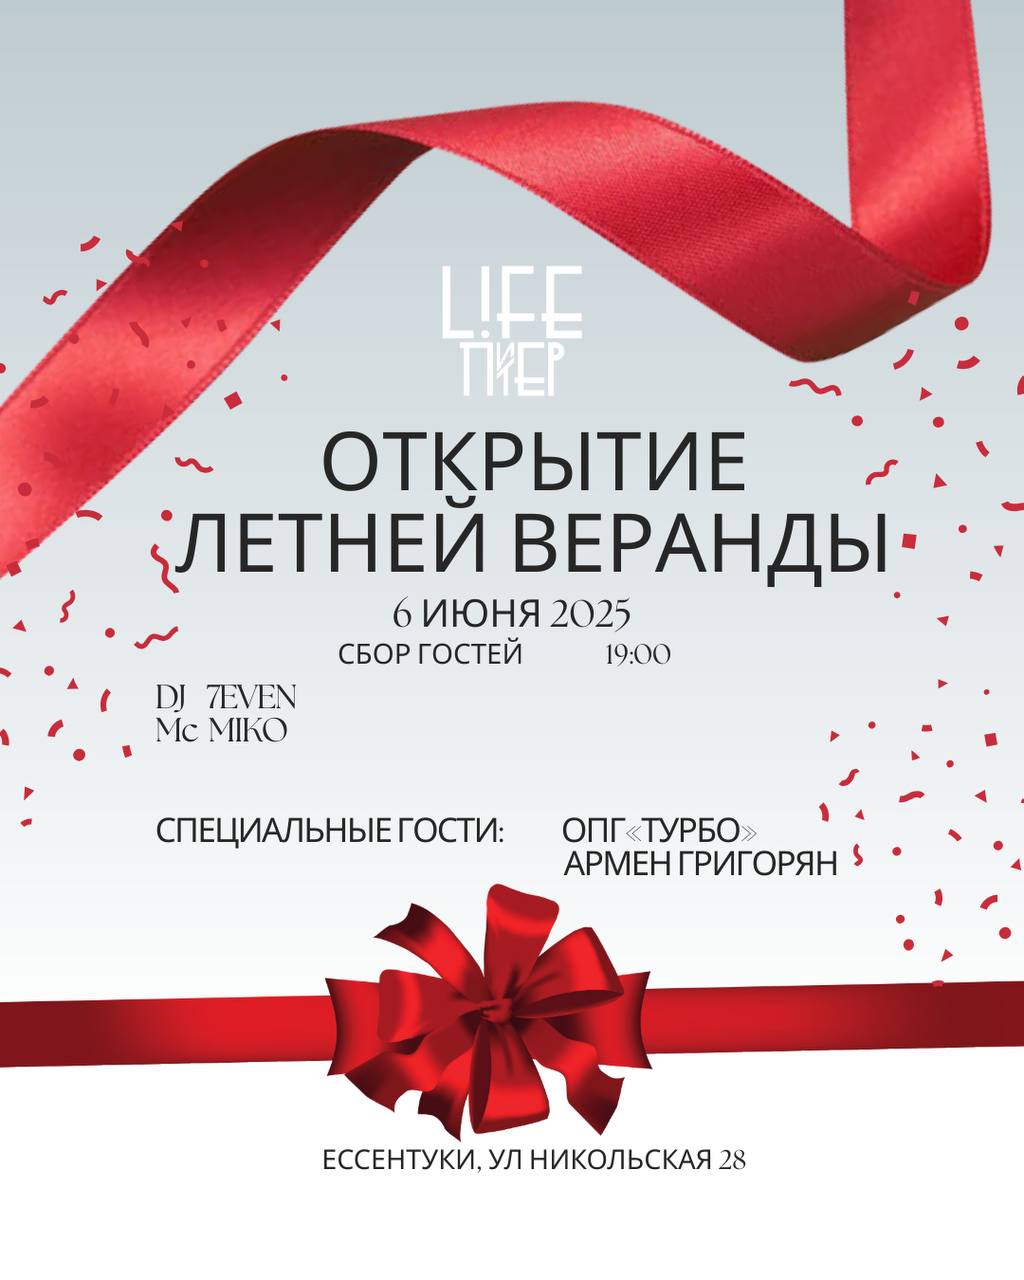 L!FE
ПИТЕР
ОТКРЫТИЕ
ЛЕТНЕЙ ВЕРАНДЫ
6 ИЮНЯ 2025
СБОР ГОСТЕЙ 19:00
DJ 7EVEN
Mc MIKO
СПЕЦИАЛЬНЫЕ ГОСТИ: ОПГ«ТУРБО»
АРМЕН ГРИГОРЯН
ЕССЕНТУКИ, УЛ НИКОЛЬСКАЯ 28